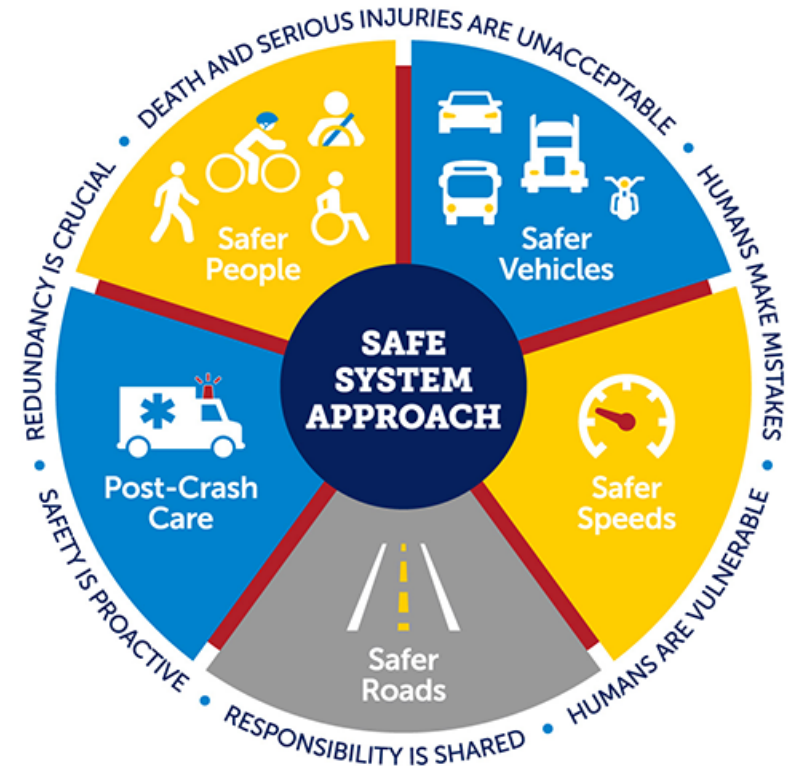 DEATH AND SERIOUS INJURIES ARE UNACCEPTABLE
HUMANS MAKE MISTAKES
HUMANS ARE VULNERABLE
RESPONSIBILITY IS SHARED
SAFETY IS PROACTIVE
REDUNDANCY IS CRUCIAL
Safer
People
Safer
Vehicles
Safer
Speeds
Safer
Roads
Post-Crash
Care
SAFE
SYSTEM
APPROACH